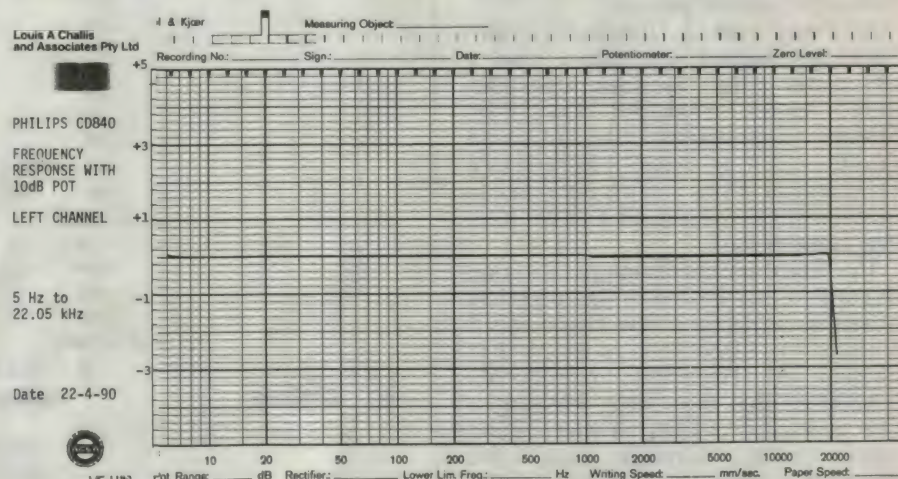 Louis A Challis
and Associates Pty Ltd
& Kjær
Measuring Object:
Recording No.:
Sign.:
Date:
Potentiometer:
Zero Level:
PHILIPS CD840
FREQUENCY
RESPONSE WITH
10dB POT
LEFT CHANNEL
5 Hz to
22.05 kHz
Date 22-4-90
+5
+3
+1
-1
-3
10 20 50 100 200 500 1000 2000 5000 10000 20000
Range: dB Rectifier: Lower Lim. Freq.: Hz Writing Speed: mm/sec. Paper Speed: